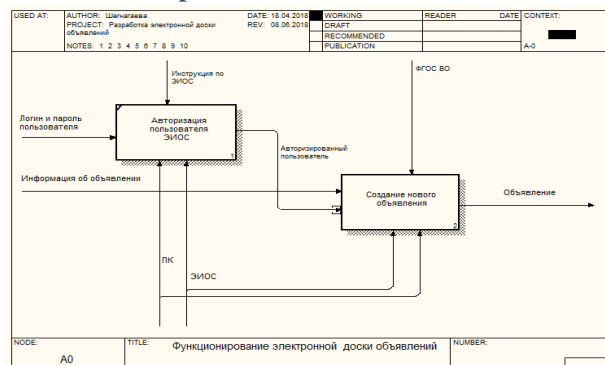 USED AT:
AUTHOR: Шегнагаева
DATE: 18.04.2018
WORKING
READER
DATE
CONTEXT:
PROJECT: Разработка электронной доски
объявлений
REV: 08.06.2018
DRAFT
RECOMMENDED
NOTES: 1 2 3 4 5 6 7 8 9 10
PUBLICATION
A-0
Инструкция по
ЭИОС
ФГОС ВО
Логин и пароль
пользователя
Авторизация
пользователя
ЭИОС
1
Авторизированный
пользователь
Информация об объявлении
Создание нового
объявления
2
Объявление
ПК
ЭИОС
NODE:
A0
TITLE:
Функционирование электронной доски объявлений
NUMBER: